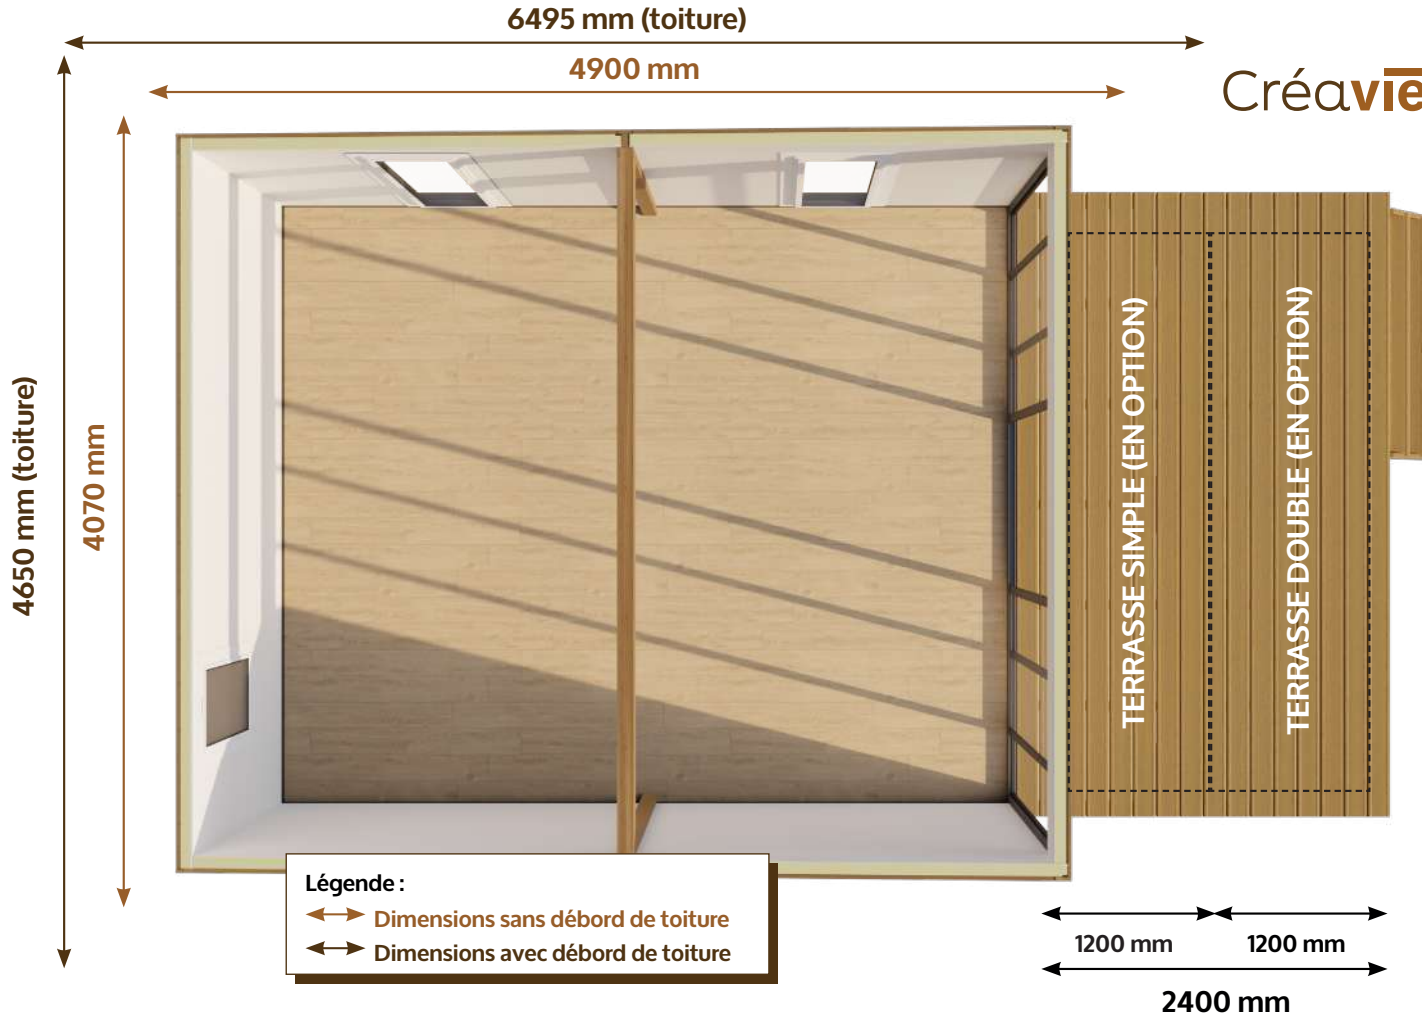 6495 mm (toiture)
4900 mm
Créavie
4650 mm (toiture)
4070 mm
TERRASSE SIMPLE (EN OPTION)
TERRASSE DOUBLE (EN OPTION)
Légende :
Dimensions sans débord de toiture
Dimensions avec débord de toiture
1200 mm
1200 mm
2400 mm